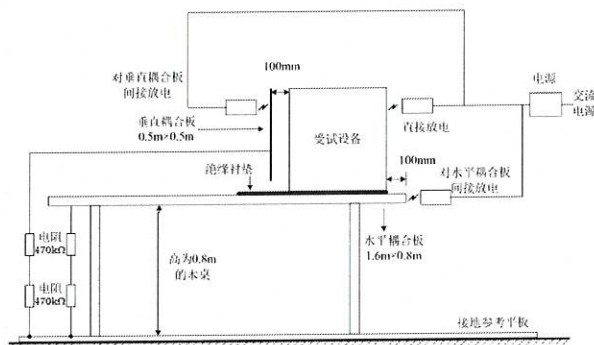 100mm
对垂直耦合板
间接放电
垂直耦合板
0.5m×0.5m
受试设备
直接放电
电源
交流
电源
100mm
对水平耦合板
间接放电
绝缘衬垫
水平耦合板
1.6m×0.8m
电阻
470kΩ
电阻
470kΩ
高为0.8m
的木桌
接地参考平板